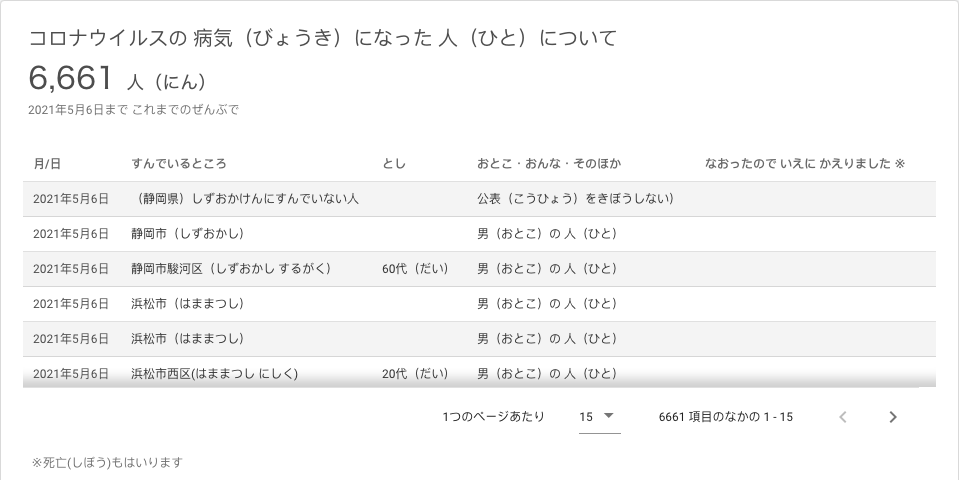 コロナウイルスの 病気（びょうき）になった 人（ひと）について
6,661 人（にん）
2021年5月6日まで これまでのぜんぶで
月/日 すんでいるところ とし おとこ・おんな・そのほか なおったので いえに かえりました ※
2021年5月6日 （静岡県）しずおかけんにすんでいない人 公表（こうひょう）をきぼうしない）
2021年5月6日 静岡市（しずおかし） 男（おとこ）の 人（ひと）
2021年5月6日 静岡市駿河区（しずおかし するがく） 60代（だい） 男（おとこ）の 人（ひと）
2021年5月6日 浜松市（はままつし） 男（おとこ）の 人（ひと）
2021年5月6日 浜松市（はままつし） 男（おとこ）の 人（ひと）
2021年5月6日 浜松市西区(はままつし にしく) 20代（だい） 男（おとこ）の 人（ひと）
1つのページあたり 15 6661 項目のなかの 1 - 15
※死亡(しぼう)もはいります